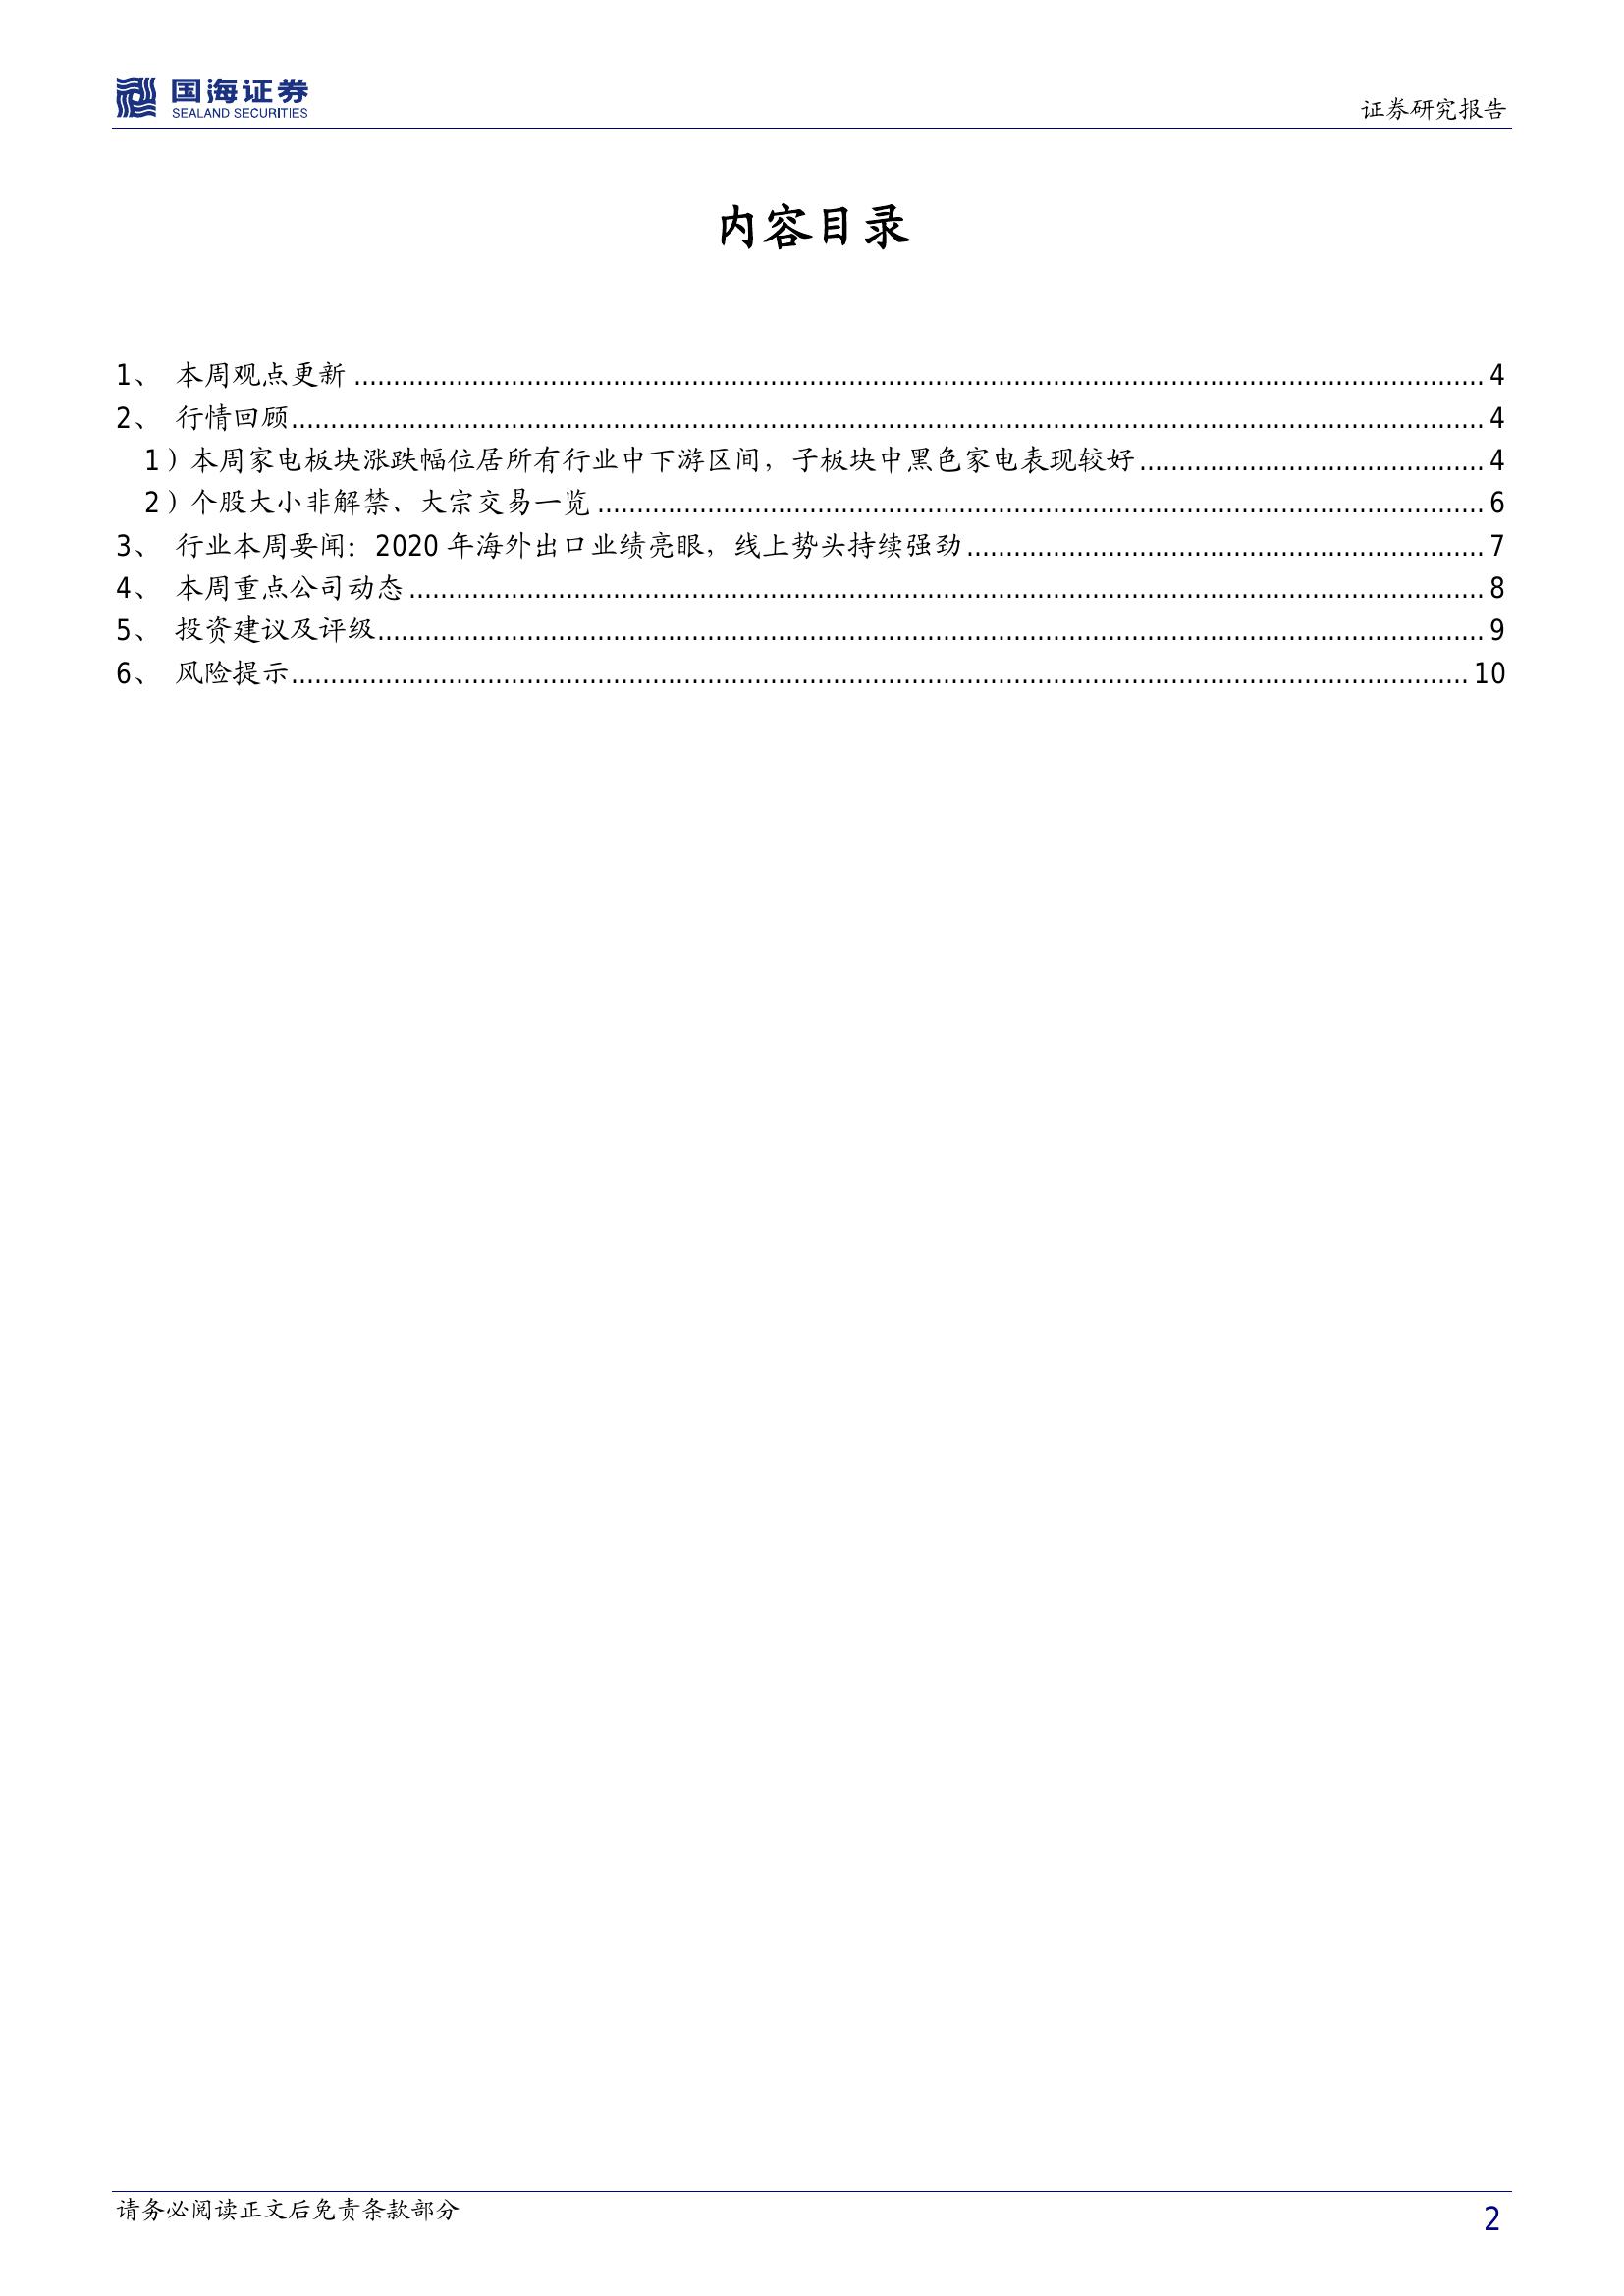 国海证券
SEALAND SECURITIES
证券研究报告
内容目录
1、 本周观点更新 ........................................ 4
2、 行情回顾 ........................................ 4
1）本周家电板块涨跌幅位居所有行业中下游区间，子板块中黑色家电表现较好 ........................................ 4
2）个股大小非解禁、大宗交易一览 ........................................ 6
3、 行业本周要闻：2020 年海外出口业绩亮眼，线上势头持续强劲 ........................................ 7
4、 本周重点公司动态 ........................................ 8
5、 投资建议及评级 ........................................ 9
6、 风险提示 ........................................ 10
请务必阅读正文后免责条款部分
2